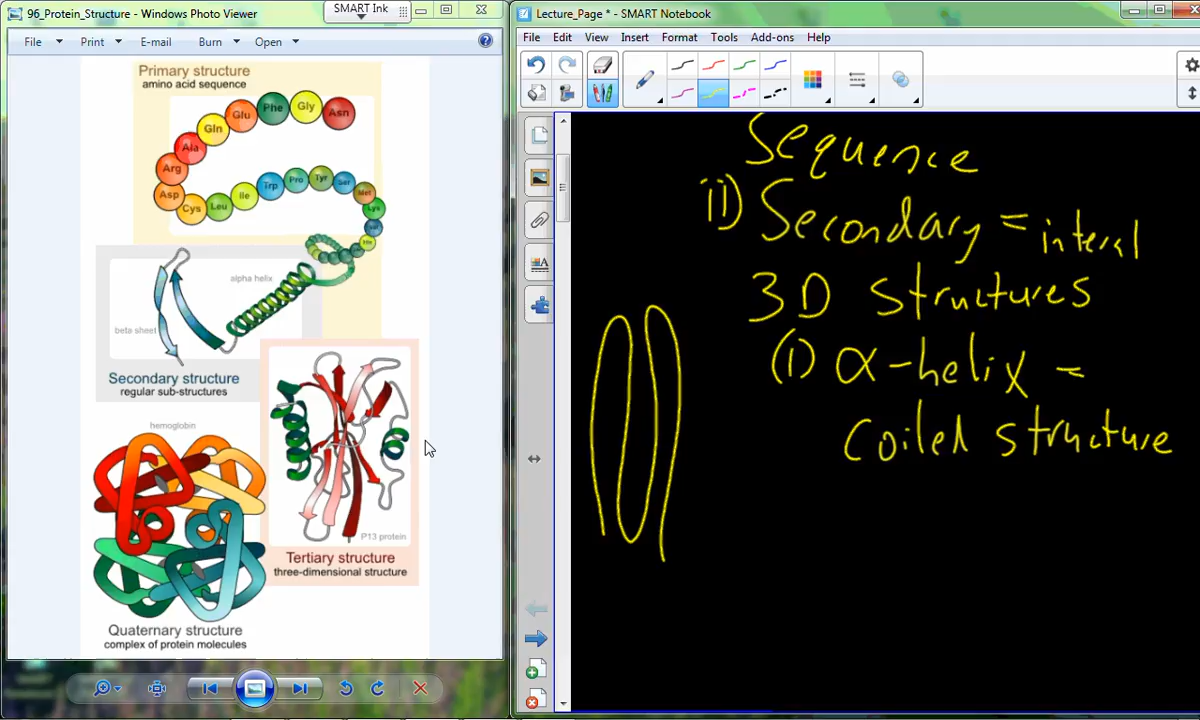 96_Protein_Structure - Windows Photo Viewer
SMART Ink
File Print E-mail Burn Open
Primary structure
amino acid sequence
Asn
Gly
Phe
Glu
Gln
Ala
Arg
Asp
Cys
Leu
Ile
Trp
Pro
Tyr
Ser
Met
Lys
Val
His
alpha helix
beta sheet
Secondary structure
regular sub-structures
hemoglobin
P13 protein
Tertiary structure
three-dimensional structure
Quaternary structure
complex of protein molecules
Lecture_Page * - SMART Notebook
File Edit View Insert Format Tools Add-ons Help
Sequence
ii) Secondary = interal
3D structures
(1) α-helix =
coiled structure